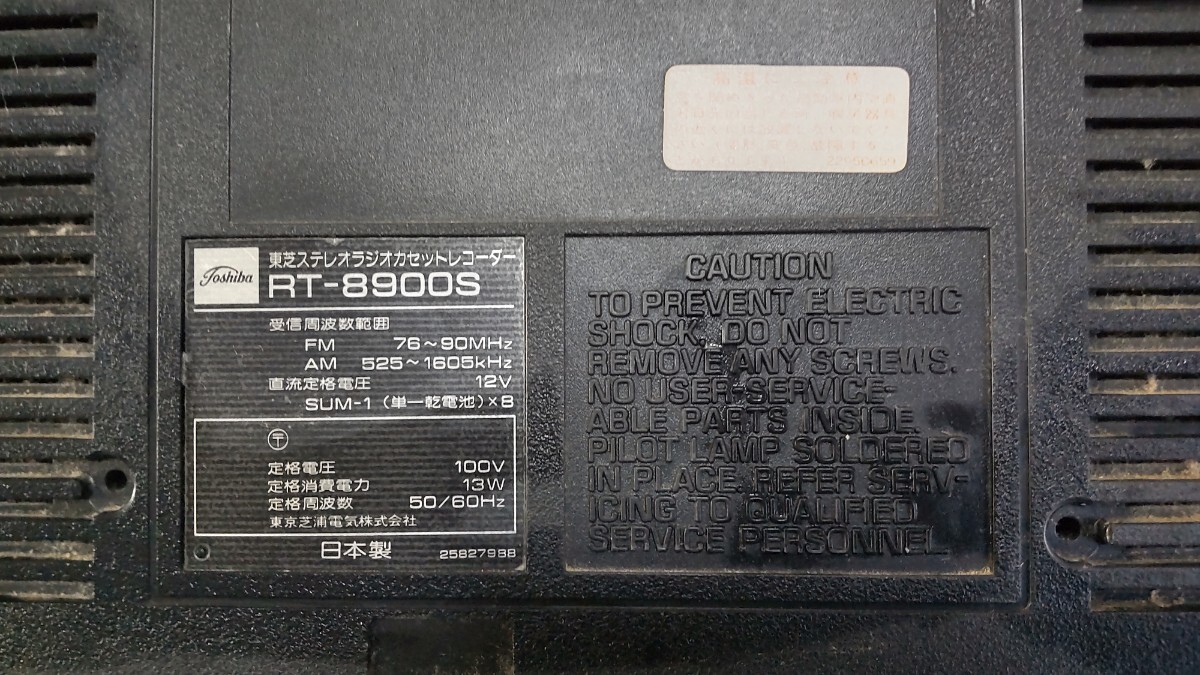 Toshiba
東芝ステレオラジオカセットレコーダー
RT-8900S
受信周波数範囲
FM 76~90MHz
AM 525~1605kHz
直流定格電圧 12V
SUM-1（単一乾電池）×8
〒
定格電圧 100V
定格消費電力 13W
定格周波数 50/60Hz
東京芝浦電気株式会社
日本製 25827988
CAUTION
TO PREVENT ELECTRIC
SHOCK, DO NOT
REMOVE ANY SCREWS.
NO USER-SERVICE-
ABLE PARTS INSIDE.
PILOT LAMP SOLDERED
IN PLACE. REFER SERV-
ICING TO QUALIFIED
SERVICE PERSONNEL.